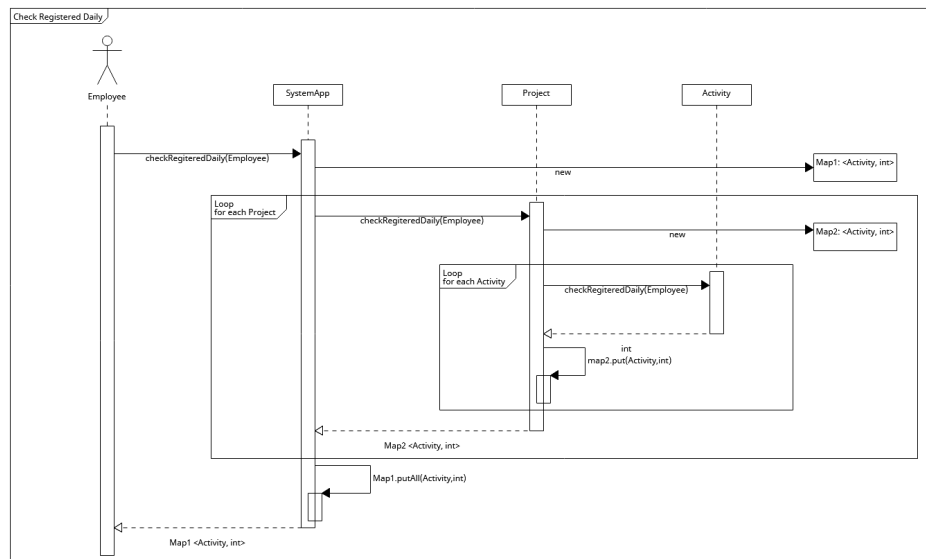 Check Registered Daily
Employee
SystemApp
Project
Activity
checkRegiteredDaily(Employee)
new
Map1: <Activity, int>
Loop
for each Project
checkRegiteredDaily(Employee)
new
Map2: <Activity, int>
Loop
for each Activity
checkRegiteredDaily(Employee)
int
map2.put(Activity,int)
Map2 <Activity, int>
Map1.putAll(Activity,int)
Map1 <Activity, int>